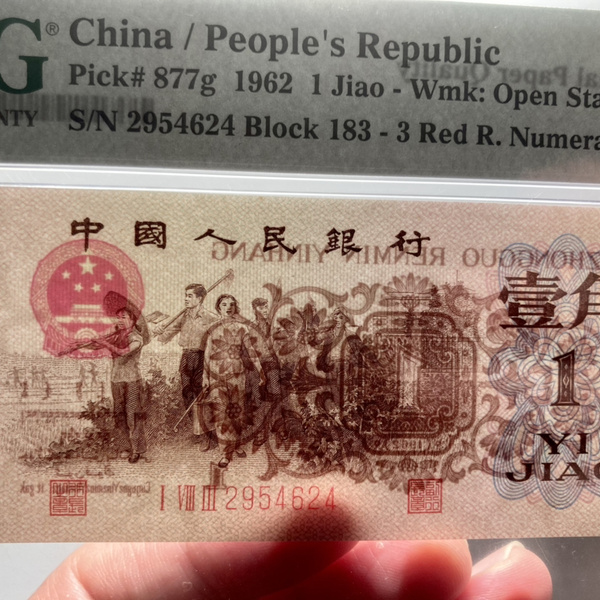 G®
China / People's Republic
Pick# 877g 1962 1 Jiao - Wmk: Open Sta
NTY S/N 2954624 Block 183 - 3 Red R. Numera
中國人民銀行
ZHONGGUO RENMIN YINHANG
壹角
1
YI
JIAO
I VIII III 2954624